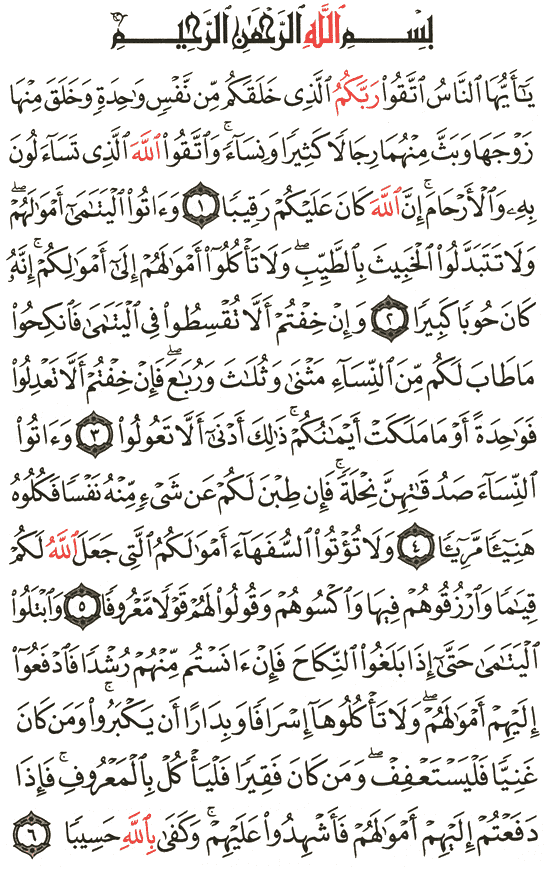 بِسْمِ ٱللَّهِ ٱلرَّحْمَٰنِ ٱلرَّحِيمِ
يَٰٓأَيُّهَا ٱلنَّاسُ ٱتَّقُوا۟ رَبَّكُمُ ٱلَّذِى خَلَقَكُم مِّن نَّفْسٍ وَٰحِدَةٍ وَخَلَقَ مِنْهَا
زَوْجَهَا وَبَثَّ مِنْهُمَا رِجَالًا كَثِيرًا وَنِسَآءً ۚ وَٱتَّقُوا۟ ٱللَّهَ ٱلَّذِى تَسَآءَلُونَ
بِهِۦ وَٱلْأَرْحَامَ ۚ إِنَّ ٱللَّهَ كَانَ عَلَيْكُمْ رَقِيبًا ١ وَءَاتُوا۟ ٱلْيَتَٰمَىٰٓ أَمْوَٰلَهُمْ ۖ
وَلَا تَتَبَدَّلُوا۟ ٱلْخَبِيثَ بِٱلطَّيِّبِ ۖ وَلَا تَأْكُلُوٓا۟ أَمْوَٰلَهُمْ إِلَىٰٓ أَمْوَٰلِكُمْ ۚ إِنَّهُۥ
كَانَ حُوبًا كَبِيرًا ٢ وَإِنْ خِفْتُمْ أَلَّا تُقْسِطُوا۟ فِى ٱلْيَتَٰمَىٰ فَٱنكِحُوا۟
مَا طَابَ لَكُم مِّنَ ٱلنِّسَآءِ مَثْنَىٰ وَثُلَٰثَ وَرُبَٰعَ ۖ فَإِنْ خِفْتُمْ أَلَّا تَعْدِلُوا۟
فَوَٰحِدَةً أَوْ مَا مَلَكَتْ أَيْمَٰنُكُمْ ۚ ذَٰلِكَ أَدْنَىٰٓ أَلَّا تَعُولُوا۟ ٣ وَءَاتُوا۟
ٱلنِّسَآءَ صَدُقَٰتِهِنَّ نِحْلَةً ۚ فَإِن طِبْنَ لَكُمْ عَن شَىْءٍ مِّنْهُ نَفْسًا فَكُلُوهُ
هَنِيٓـًٔا مَّرِيٓـًٔا ٤ وَلَا تُؤْتُوا۟ ٱلسُّفَهَآءَ أَمْوَٰلَكُمُ ٱلَّتِى جَعَلَ ٱللَّهُ لَكُمْ
قِيَٰمًا وَٱرْزُقُوهُمْ فِيهَا وَٱكْسُوهُمْ وَقُولُوا۟ لَهُمْ قَوْلًا مَّعْرُوفًا ٥ وَٱبْتَلُوا۟
ٱلْيَتَٰمَىٰ حَتَّىٰٓ إِذَا بَلَغُوا۟ ٱلنِّكَاحَ فَإِنْ ءَانَسْتُم مِّنْهُمْ رُشْدًا فَٱدْفَعُوٓا۟
إِلَيْهِمْ أَمْوَٰلَهُمْ ۖ وَلَا تَأْكُلُوهَآ إِسْرَافًا وَبِدَارًا أَن يَكْبَرُوا۟ ۚ وَمَن كَانَ
غَنِيًّا فَلْيَسْتَعْفِفْ ۖ وَمَن كَانَ فَقِيرًا فَلْيَأْكُلْ بِٱلْمَعْرُوفِ ۚ فَإِذَا
دَفَعْتُمْ إِلَيْهِمْ أَمْوَٰلَهُمْ فَأَشْهِدُوا۟ عَلَيْهِمْ ۚ وَكَفَىٰ بِٱللَّهِ حَسِيبًا ٦